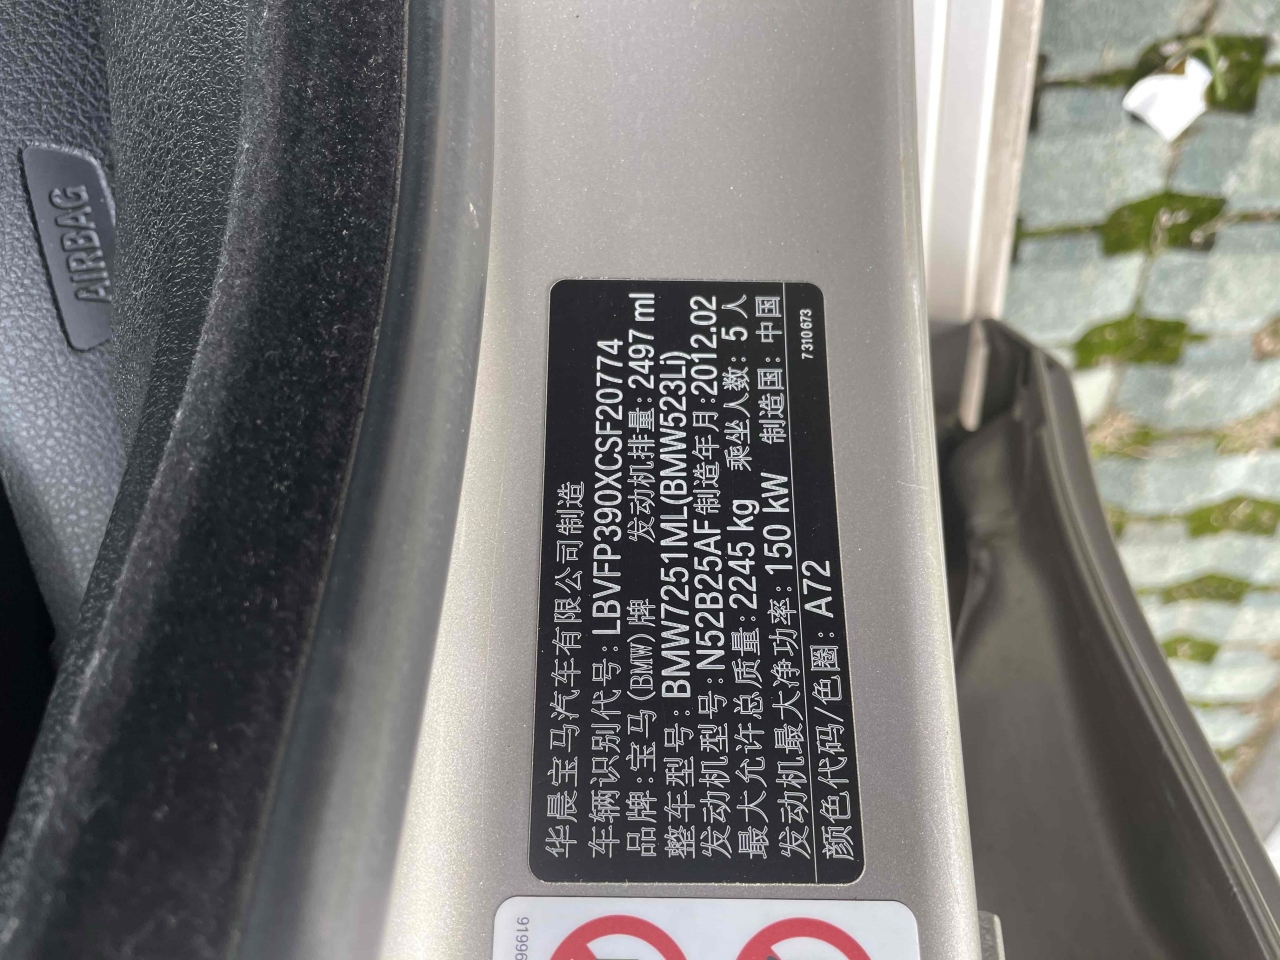 AIRBAG
华晨宝马汽车有限公司制造
车辆识别代号: LBVFP390XCSF20774
品牌:宝马(BMW)牌 发动机排量:2497 ml
整车型号: BMW7251ML(BMW523Li)
发动机型号:N52B25AF 制造年月:2012.02
最大允许总质量:2245 kg 乘坐人数: 5 人
发动机最大净功率:150 kW 制造国: 中国
颜色代码/色圈: A72
7 310 673